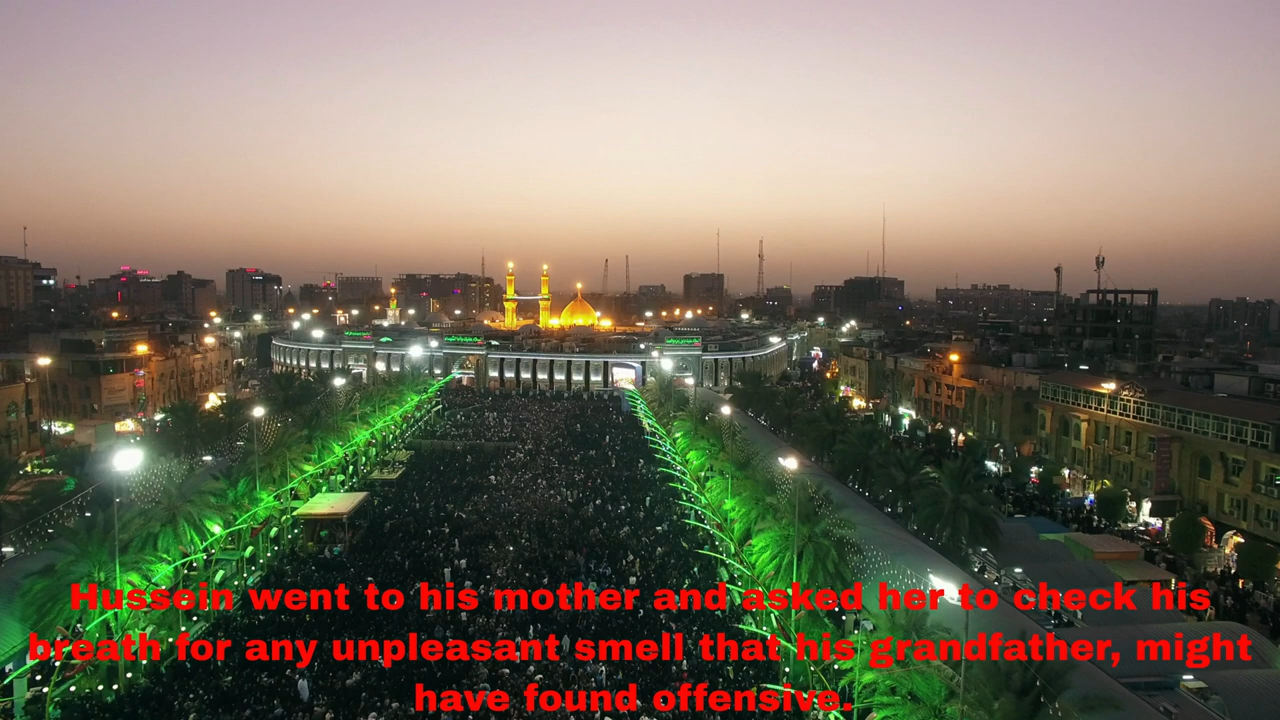 Hussein went to his mother and asked her to check his
breath for any unpleasant smell that his grandfather, might
have found offensive.